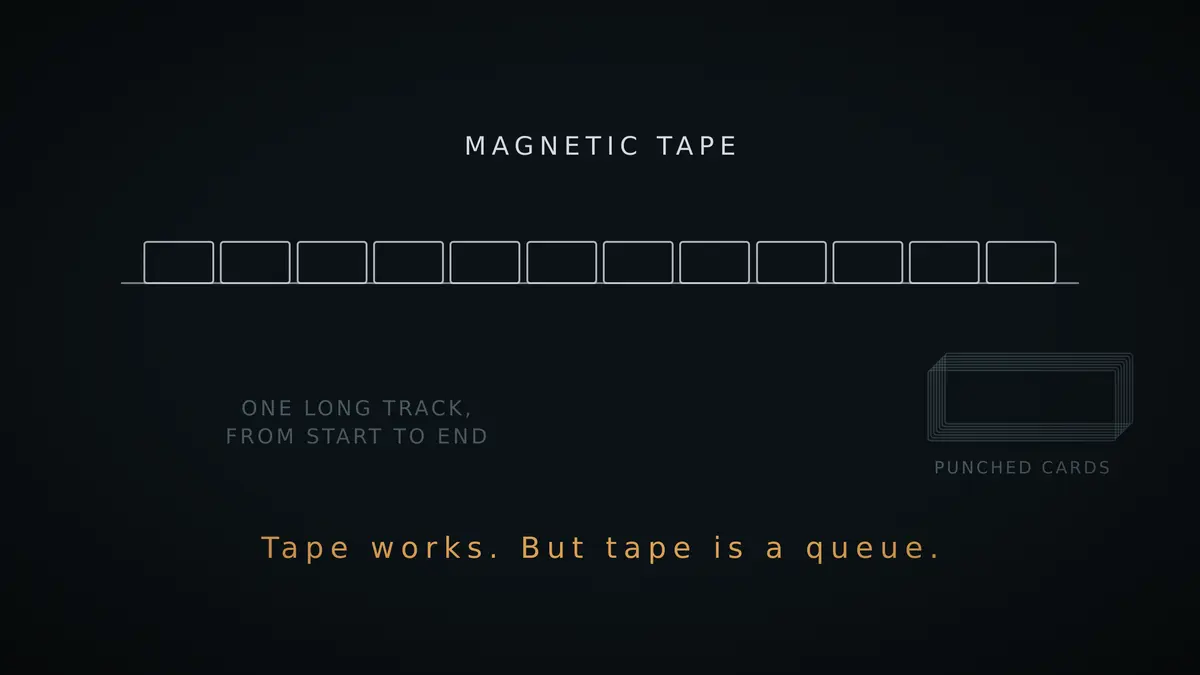 MAGNETIC TAPE
ONE LONG TRACK,
FROM START TO END
PUNCHED CARDS
Tape works. But tape is a queue.